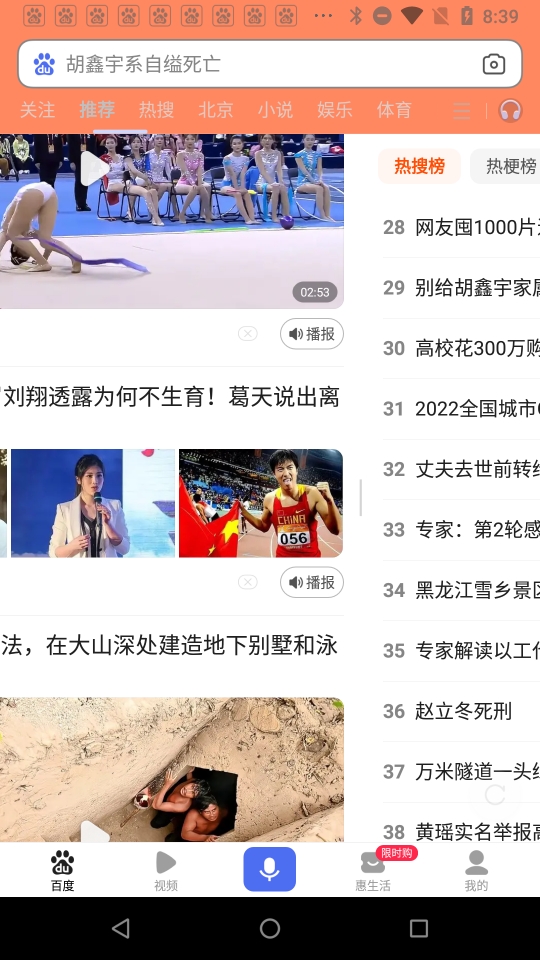 8:39
du
胡鑫宇系自缢死亡
关注 推荐 热搜 北京 小说 娱乐 体育
热搜榜 热梗榜
02:53
播报
刘翔透露为何不生育！葛天说出离
CHINA
056
播报
法，在大山深处建造地下别墅和泳
28 网友囤1000片
29 别给胡鑫宇家属
30 高校花300万购
31 2022全国城市
32 丈夫去世前转
33 专家：第2轮感
34 黑龙江雪乡景区
35 专家解读以工代
36 赵立冬死刑
37 万米隧道一头
38 黄瑶实名举报高
限时购
du
百度 视频 惠生活 我的